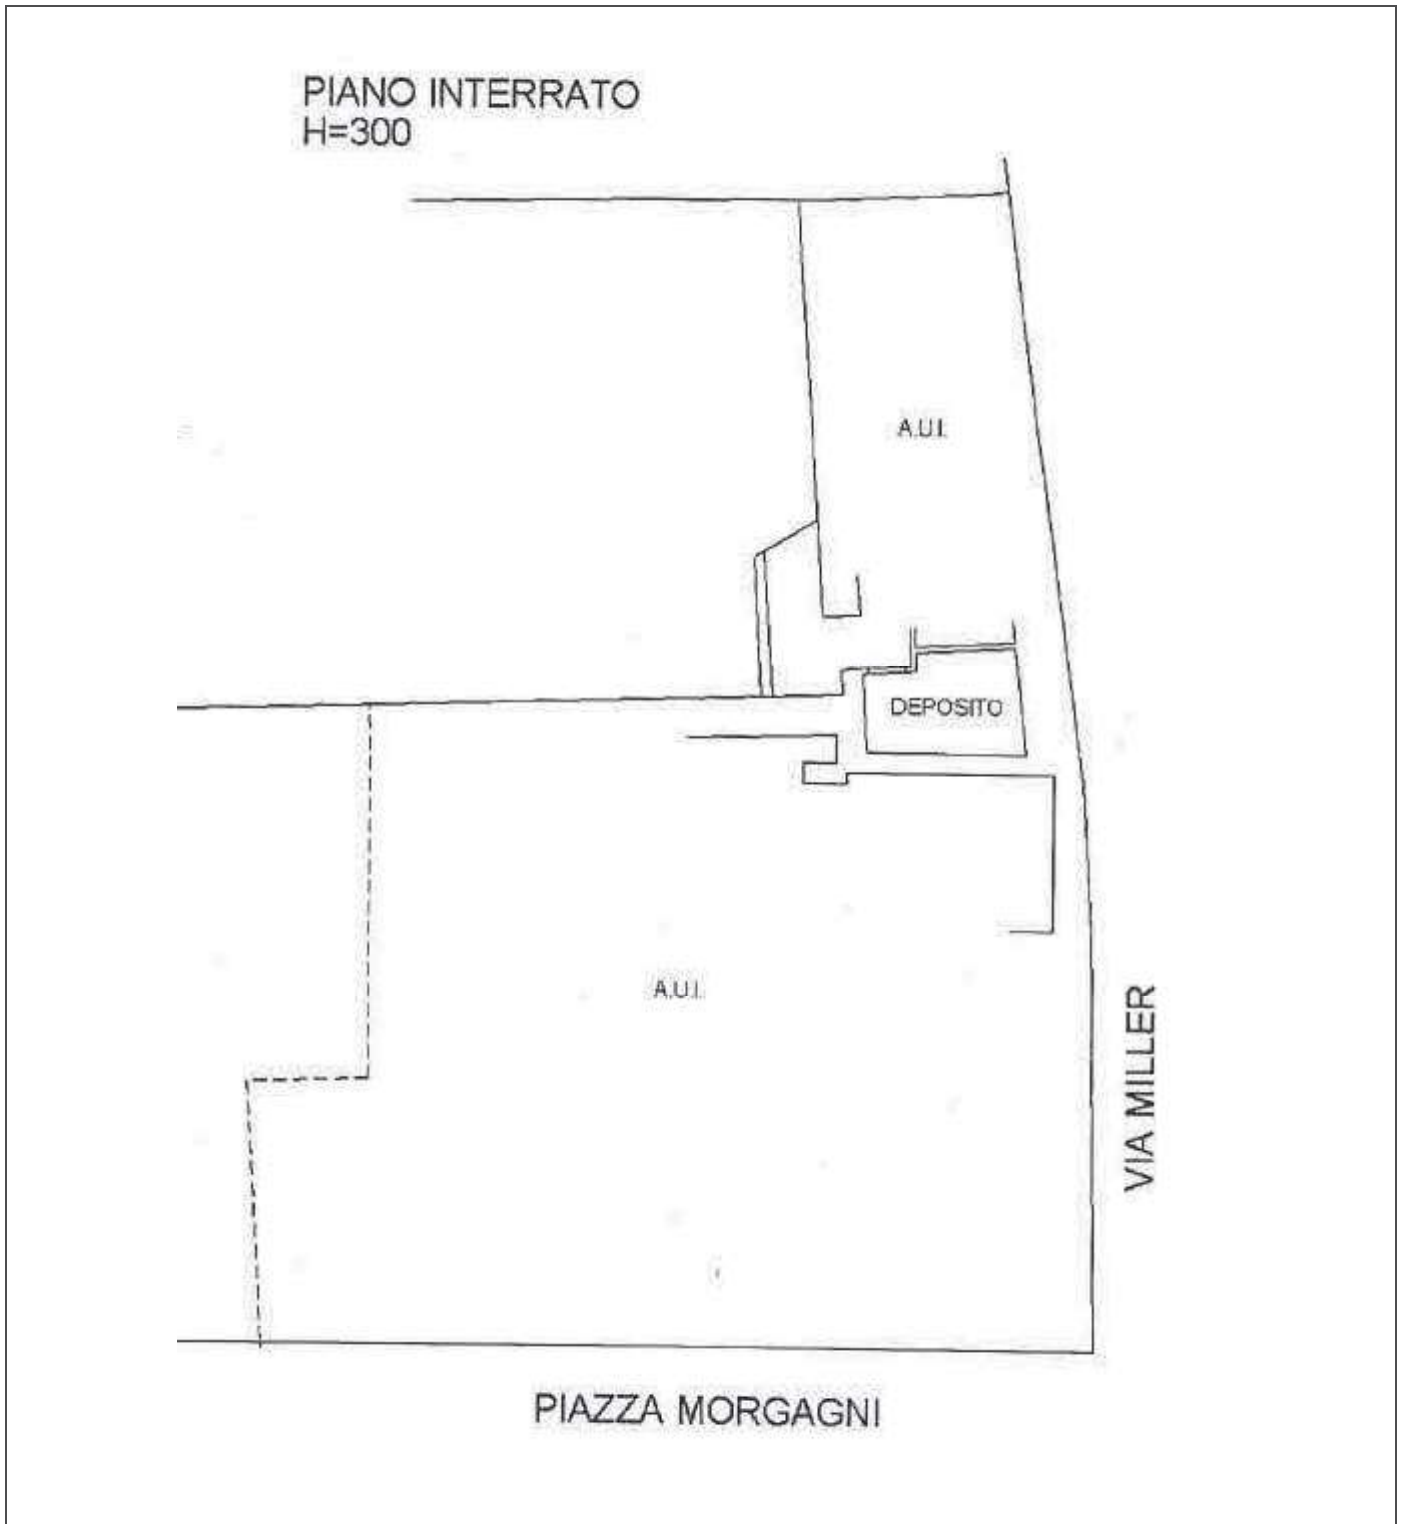 PIANO INTERRATO
H=300
A.U.I.
DEPOSITO
A.U.I.
VIA MILLER
PIAZZA MORGAGNI